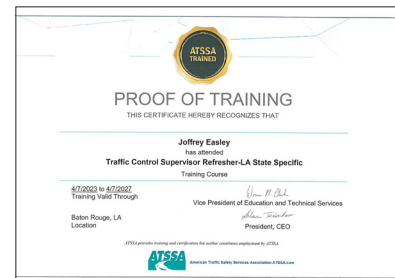 ATSSA
TRAINED
PROOF OF TRAINING
THIS CERTIFICATE HEREBY RECOGNIZES THAT
Joffrey Easley
has attended
Traffic Control Supervisor Refresher-LA State Specific
Training Course
4/7/2023 to 4/7/2027
Training Valid Through
Vice President of Education and Technical Services
Baton Rouge, LA
Location
President, CEO
ATSSA provides training and certification but neither constitutes employment by ATSSA.
ATSSA
American Traffic Safety Services Association-ATSSA.com